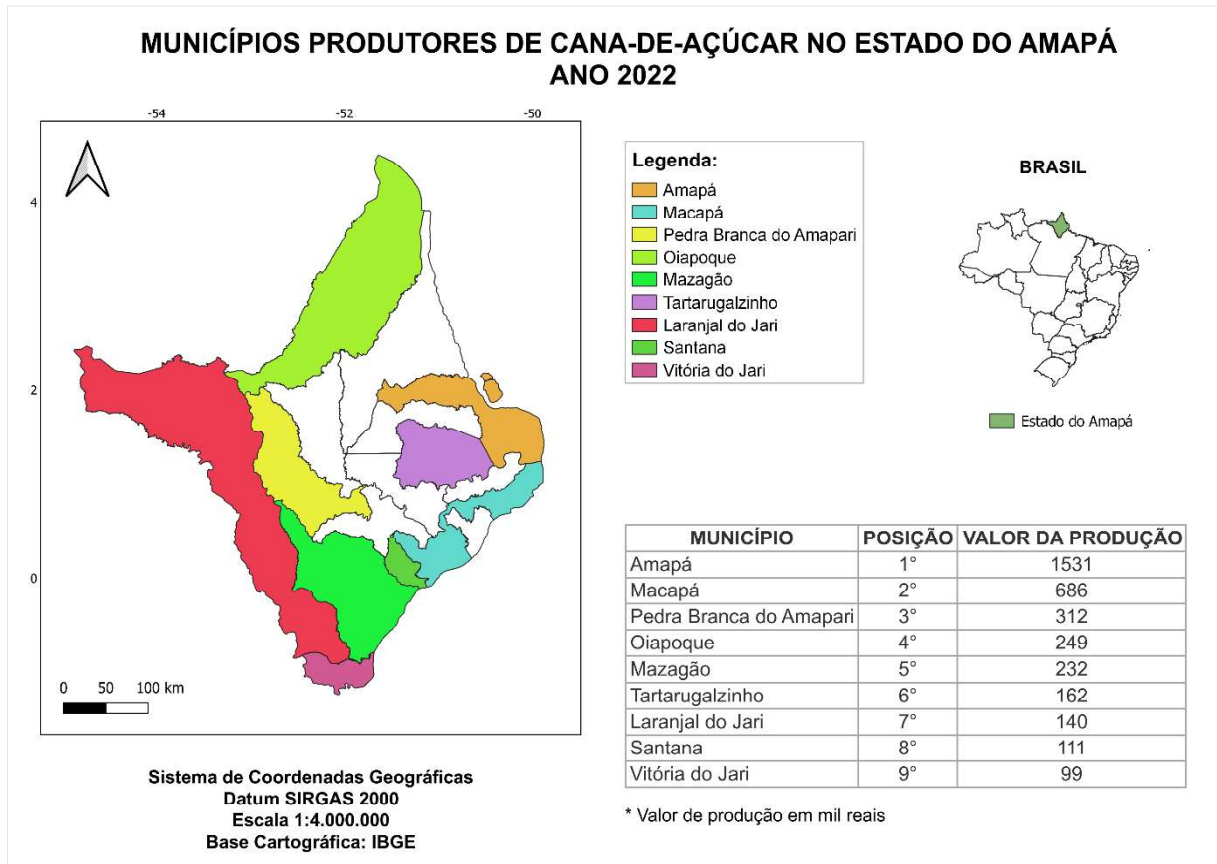 MUNICÍPIOS PRODUTORES DE CANA-DE-AÇÚCAR NO ESTADO DO AMAPÁ
ANO 2022
-54 -52 -50
4
2
0
0 50 100 km
Sistema de Coordenadas Geográficas
Datum SIRGAS 2000
Escala 1:4.000.000
Base Cartográfica: IBGE
Legenda:
Amapá
Macapá
Pedra Branca do Amapari
Oiapoque
Mazagão
Tartarugalzinho
Laranjal do Jari
Santana
Vitória do Jari
BRASIL
Estado do Amapá
MUNICÍPIO POSIÇÃO VALOR DA PRODUÇÃO
Amapá 1° 1531
Macapá 2° 686
Pedra Branca do Amapari 3° 312
Oiapoque 4° 249
Mazagão 5° 232
Tartarugalzinho 6° 162
Laranjal do Jari 7° 140
Santana 8° 111
Vitória do Jari 9° 99
* Valor de produção em mil reais